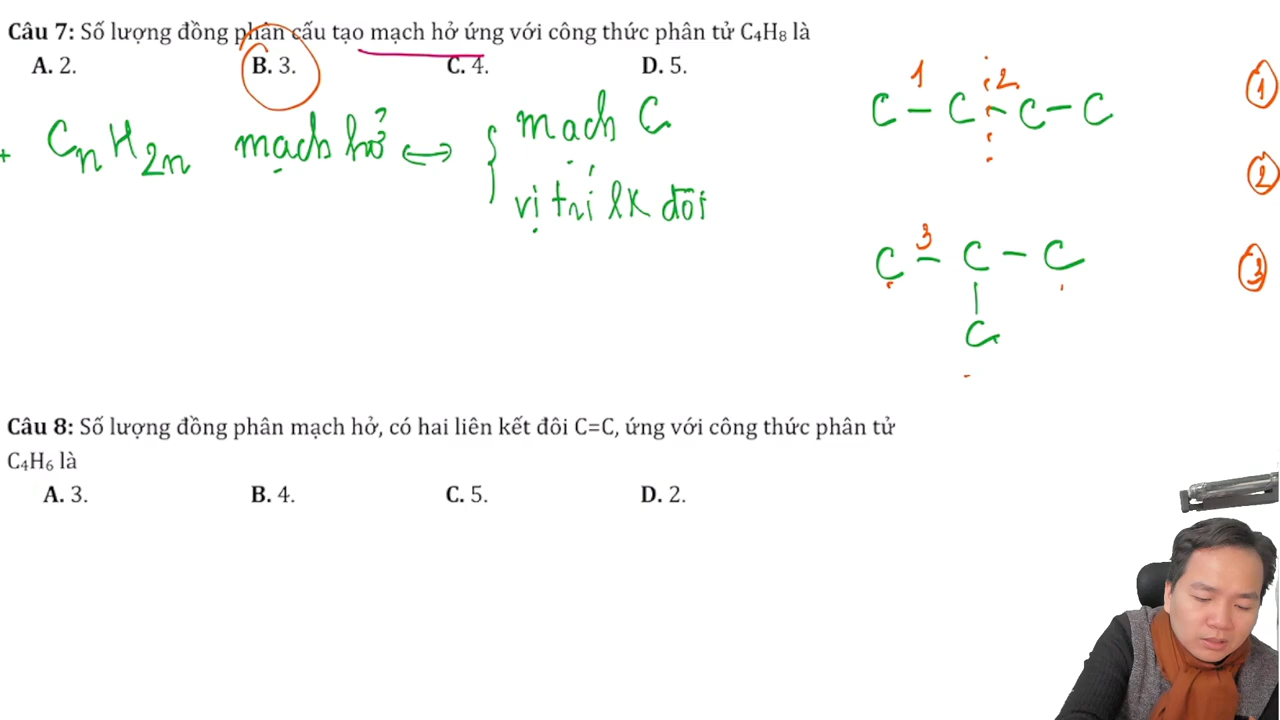 Câu 7: Số lượng đồng phân cấu tạo mạch hở ứng với công thức phân tử C₄H₈ là
A. 2. B. 3. C. 4. D. 5.
+ CnH2n mạch hở ⟷ { mạch C
vị trí lk đôi
1 2
C – C – C – C
①
②
3
C – C – C
|
C
③
Câu 8: Số lượng đồng phân mạch hở, có hai liên kết đôi C=C, ứng với công thức phân tử
C₄H₆ là
A. 3. B. 4. C. 5. D. 2.